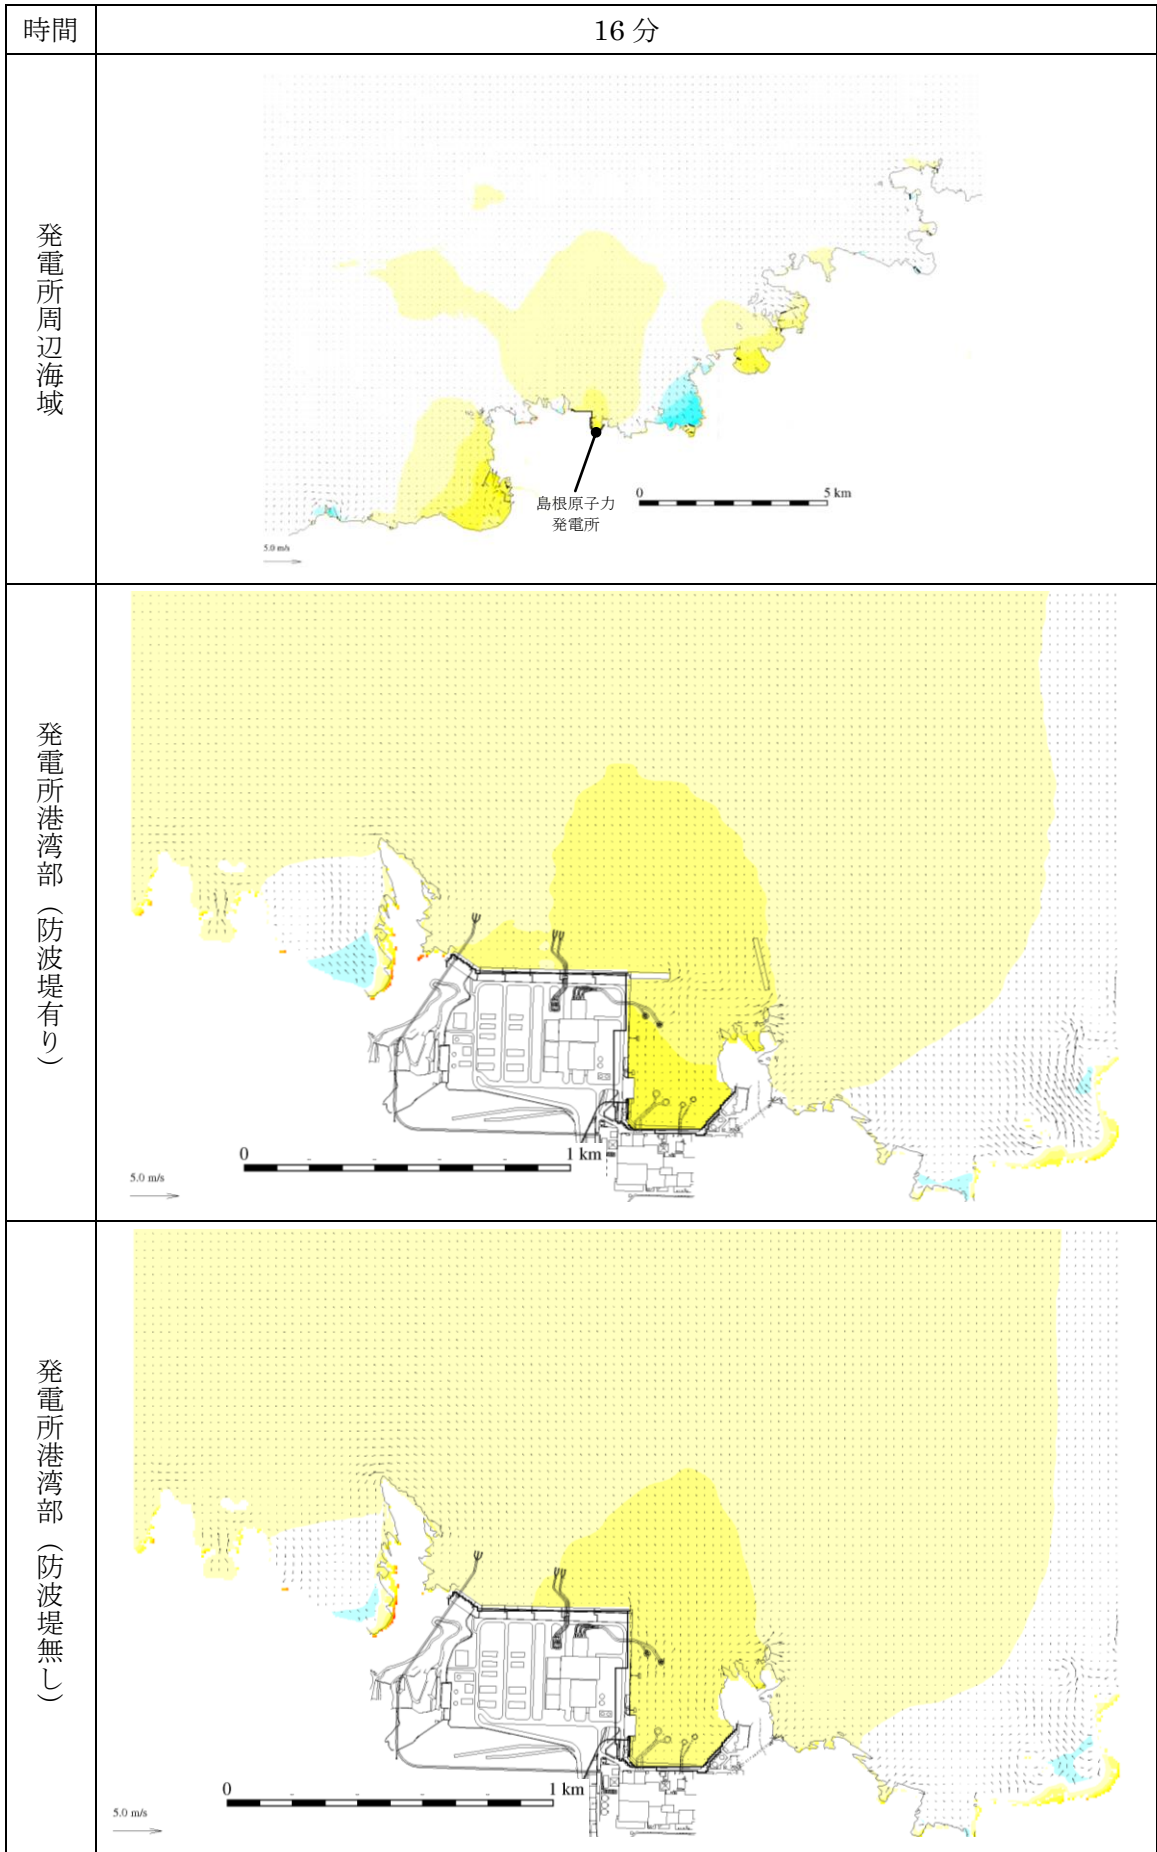 時間
16 分
発電所周辺海域
島根原子力
発電所
0
5 km
5.0 m/s
発電所港湾部（防波堤有り）
0
1 km
5.0 m/s
発電所港湾部（防波堤無し）
0
1 km
5.0 m/s